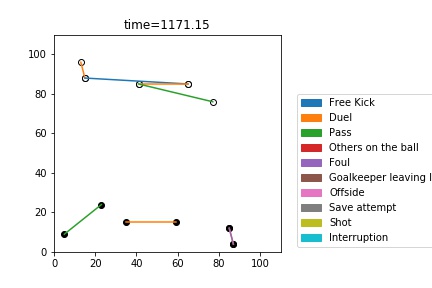 time=1171.15
100
80
60
40
20
0
0 20 40 60 80 100
Free Kick
Duel
Pass
Others on the ball
Foul
Goalkeeper leaving l
Offside
Save attempt
Shot
Interruption